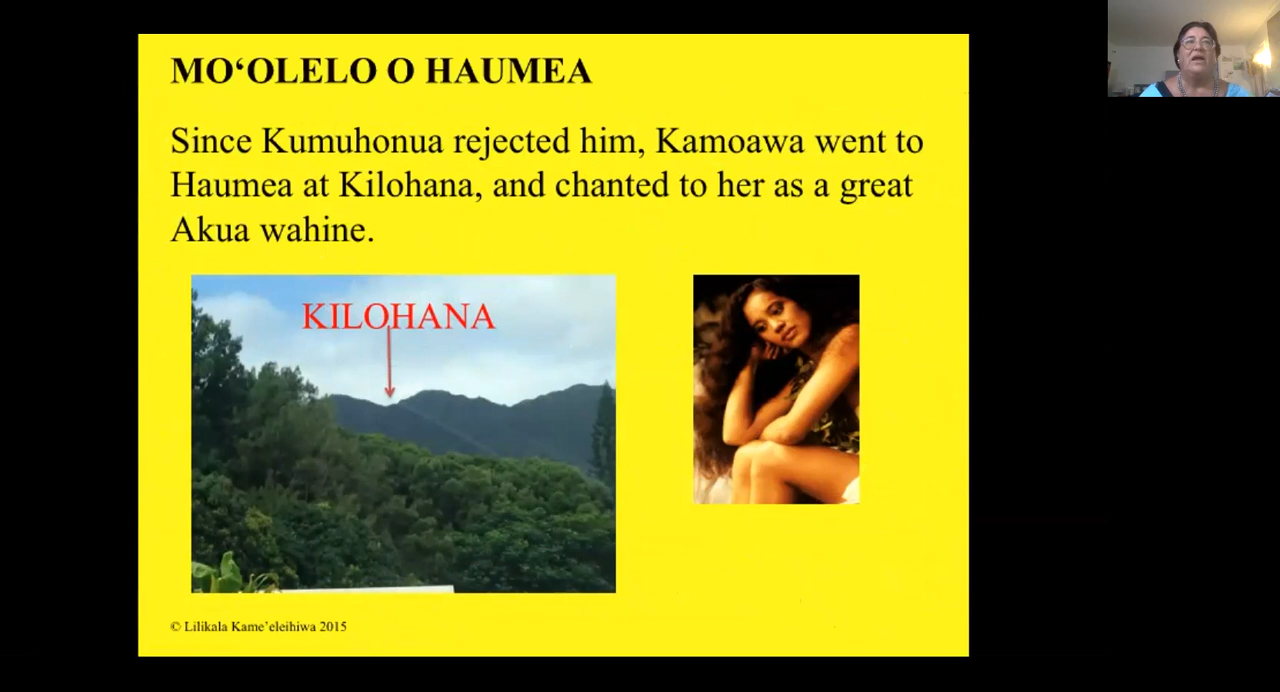 MOʻOLELO O HAUMEA
Since Kumuhonua rejected him, Kamoawa went to
Haumea at Kilohana, and chanted to her as a great
Akua wahine.
KILOHANA
© Lilikala Kame’eleihiwa 2015